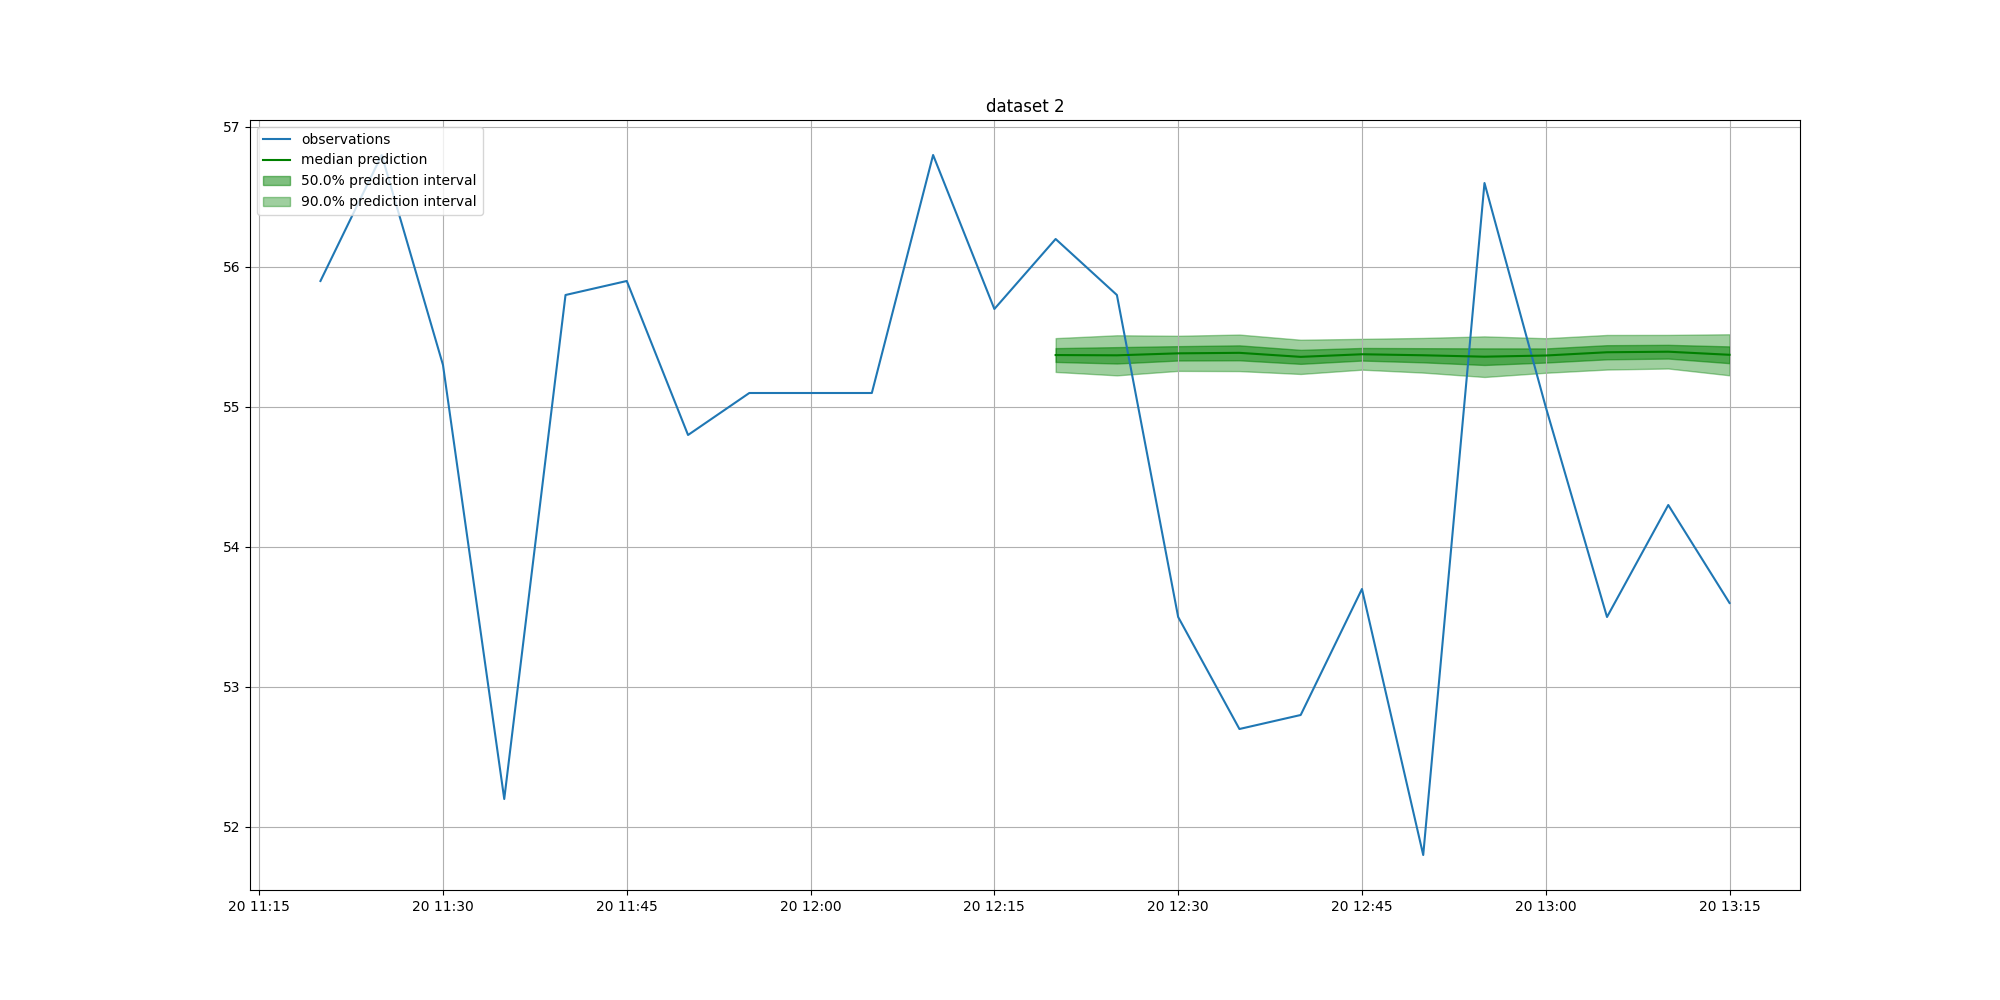 dataset 2
57
observations
median prediction
50.0% prediction interval
90.0% prediction interval
56
55
54
53
52
20 11:15 20 11:30 20 11:45 20 12:00 20 12:15 20 12:30 20 12:45 20 13:00 20 13:15